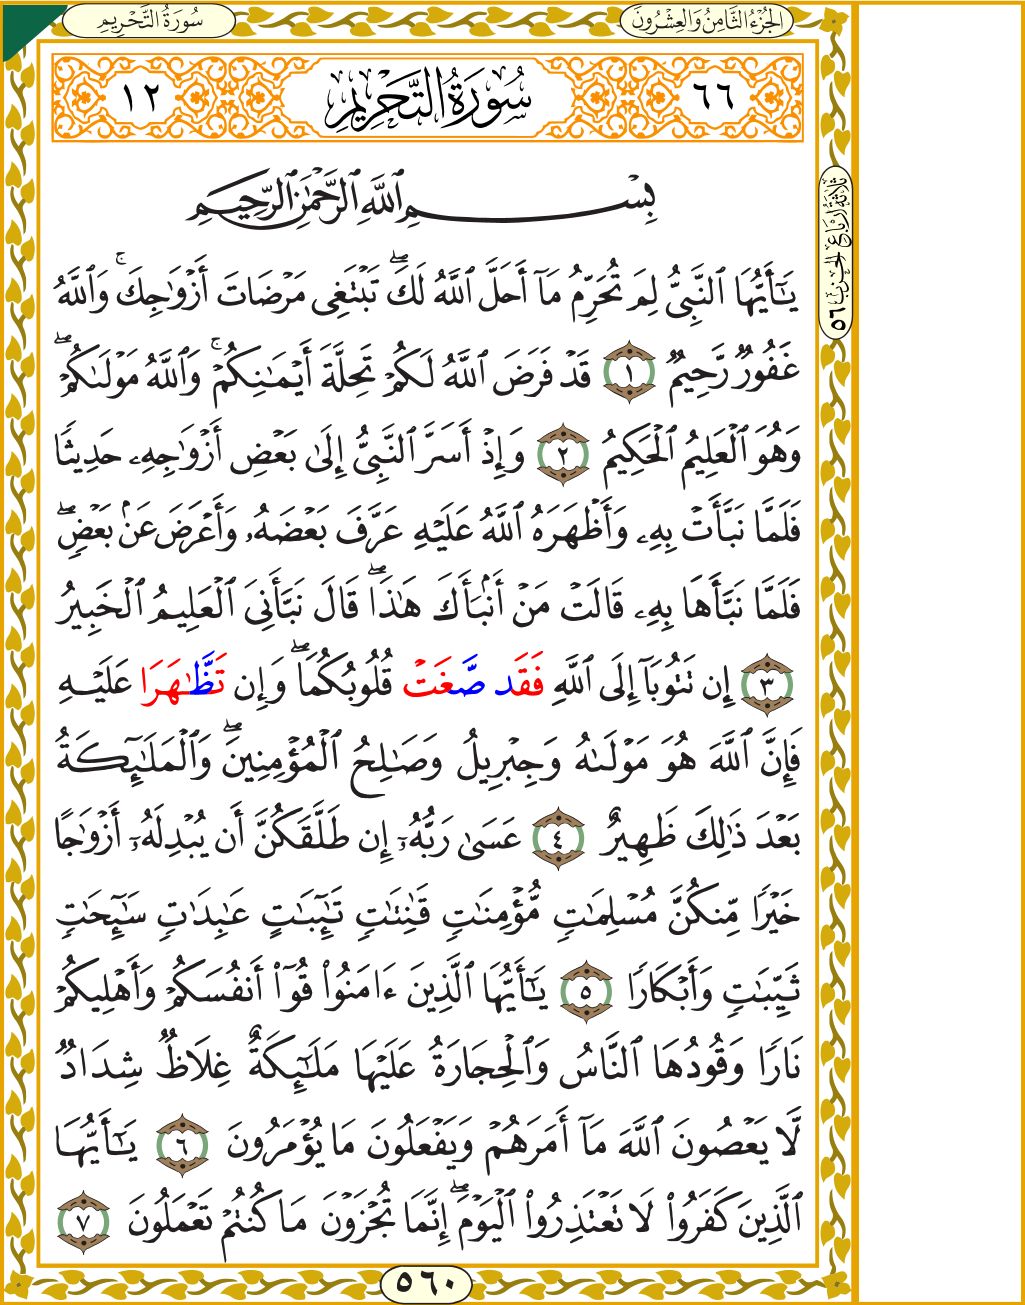 الجُزْءُ الثَّامِنُ وَالعِشْرُونَ
سُورَةُ التَّحْرِيمِ
٦٦ سُورَةُ التَّحْرِيمِ ١٢
بِسْمِ ٱللَّهِ ٱلرَّحْمَٰنِ ٱلرَّحِيمِ
يَـٰٓأَيُّهَا ٱلنَّبِىُّ لِمَ تُحَرِّمُ مَآ أَحَلَّ ٱللَّهُ لَكَۖ تَبْتَغِى مَرْضَاتَ أَزْوَٰجِكَۚ وَٱللَّهُ
غَفُورٌ رَّحِيمٌ ١ قَدْ فَرَضَ ٱللَّهُ لَكُمْ تَحِلَّةَ أَيْمَـٰنِكُمْۚ وَٱللَّهُ مَوْلَىٰكُمْۖ
وَهُوَ ٱلْعَلِيمُ ٱلْحَكِيمُ ٢ وَإِذْ أَسَرَّ ٱلنَّبِىُّ إِلَىٰ بَعْضِ أَزْوَٰجِهِۦ حَدِيثًا
فَلَمَّا نَبَّأَتْ بِهِۦ وَأَظْهَرَهُ ٱللَّهُ عَلَيْهِ عَرَّفَ بَعْضَهُۥ وَأَعْرَضَ عَنۢ بَعْضٍۖ
فَلَمَّا نَبَّأَهَا بِهِۦ قَالَتْ مَنْ أَنۢبَأَكَ هَـٰذَاۖ قَالَ نَبَّأَنِىَ ٱلْعَلِيمُ ٱلْخَبِيرُ
٣ إِن تَتُوبَآ إِلَى ٱللَّهِ فَقَد صَّغَتْ قُلُوبُكُمَاۖ وَإِن تَظَّـٰهَرَا عَلَيْهِ
فَإِنَّ ٱللَّهَ هُوَ مَوْلَىٰهُ وَجِبْرِيلُ وَصَـٰلِحُ ٱلْمُؤْمِنِينَۖ وَٱلْمَلَـٰٓئِكَةُ
بَعْدَ ذَٰلِكَ ظَهِيرٌ ٤ عَسَىٰ رَبُّهُۥٓ إِن طَلَّقَكُنَّ أَن يُبْدِلَهُۥٓ أَزْوَٰجًا
خَيْرًا مِّنكُنَّ مُسْلِمَـٰتٍ مُّؤْمِنَـٰتٍ قَـٰنِتَـٰتٍ تَـٰٓئِبَـٰتٍ عَـٰبِدَٰتٍ سَـٰٓئِحَـٰتٍ
ثَيِّبَـٰتٍ وَأَبْكَارًا ٥ يَـٰٓأَيُّهَا ٱلَّذِينَ ءَامَنُوا۟ قُوٓا۟ أَنفُسَكُمْ وَأَهْلِيكُمْ
نَارًا وَقُودُهَا ٱلنَّاسُ وَٱلْحِجَارَةُ عَلَيْهَا مَلَـٰٓئِكَةٌ غِلَاظٌ شِدَادٌ
لَّا يَعْصُونَ ٱللَّهَ مَآ أَمَرَهُمْ وَيَفْعَلُونَ مَا يُؤْمَرُونَ ٦ يَـٰٓأَيُّهَا
ٱلَّذِينَ كَفَرُوا۟ لَا تَعْتَذِرُوا۟ ٱلْيَوْمَۖ إِنَّمَا تُجْزَوْنَ مَا كُنتُمْ تَعْمَلُونَ ٧
ثَلَاثَةُ أَرْبَاعِ الحِزْبِ ٥٦
٥٦٠